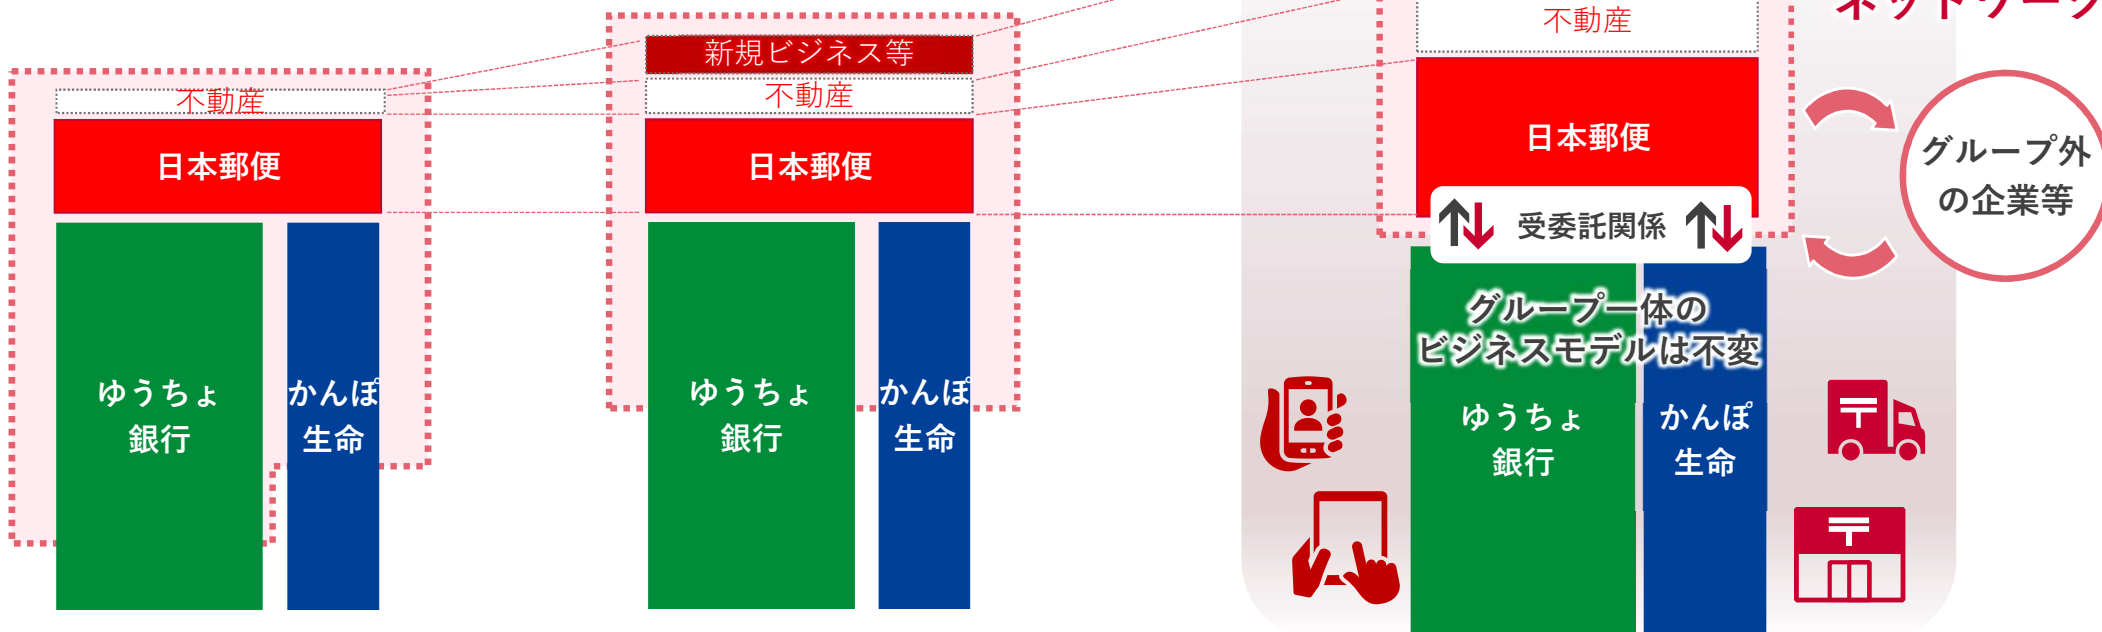 不動産
日本郵便
ゆうちょ
銀行
かんぽ
生命
新規ビジネス等
不動産
日本郵便
ゆうちょ
銀行
かんぽ
生命
不動産
日本郵便
受委託関係
グループ一体の
ビジネスモデルは不変
ゆうちょ
銀行
かんぽ
生命
グループ外
の企業等